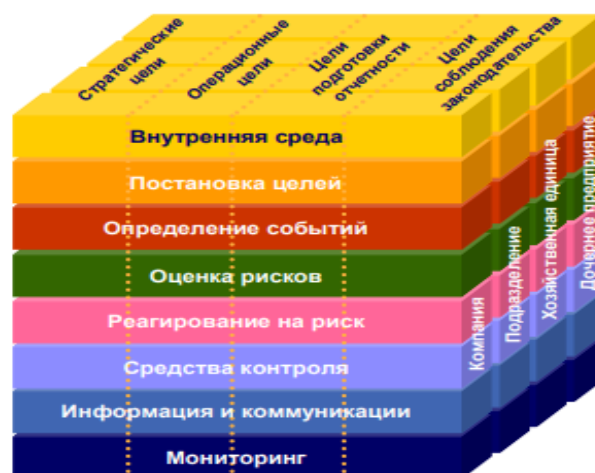 Стратегические
цели
Операционные
цели
Цели
подготовки
отчетности
Цели
соблюдения
законодательства
Внутренняя среда
Постановка целей
Определение событий
Оценка рисков
Реагирование на риск
Средства контроля
Информация и коммуникации
Мониторинг
Компания
Подразделение
Хозяйственная единица
Дочернее предприятие